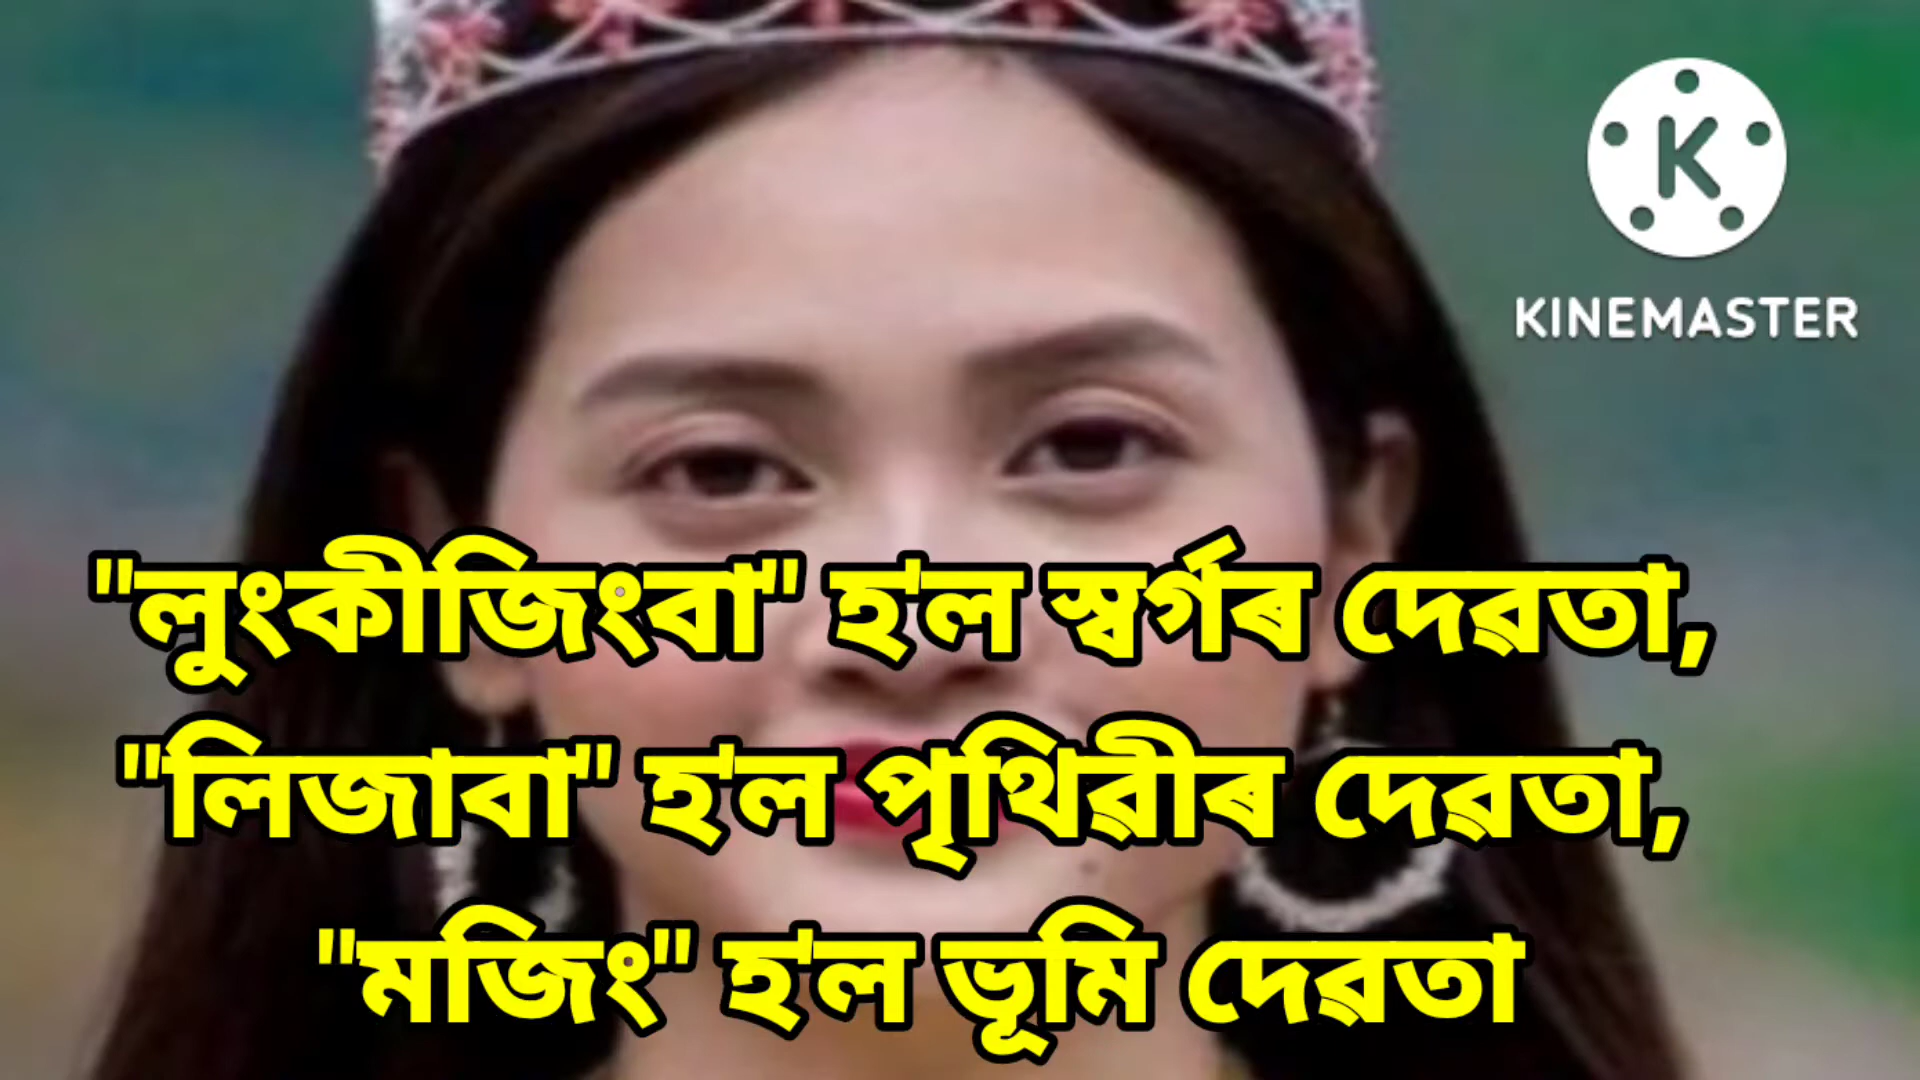 KINEMASTER
"লুংকীজিংবা" হ'ল স্বৰ্গৰ দেৱতা,
"লিজাবা" হ'ল পৃথিৱীৰ দেৱতা,
"মজিং" হ'ল ভূমি দেৱতা